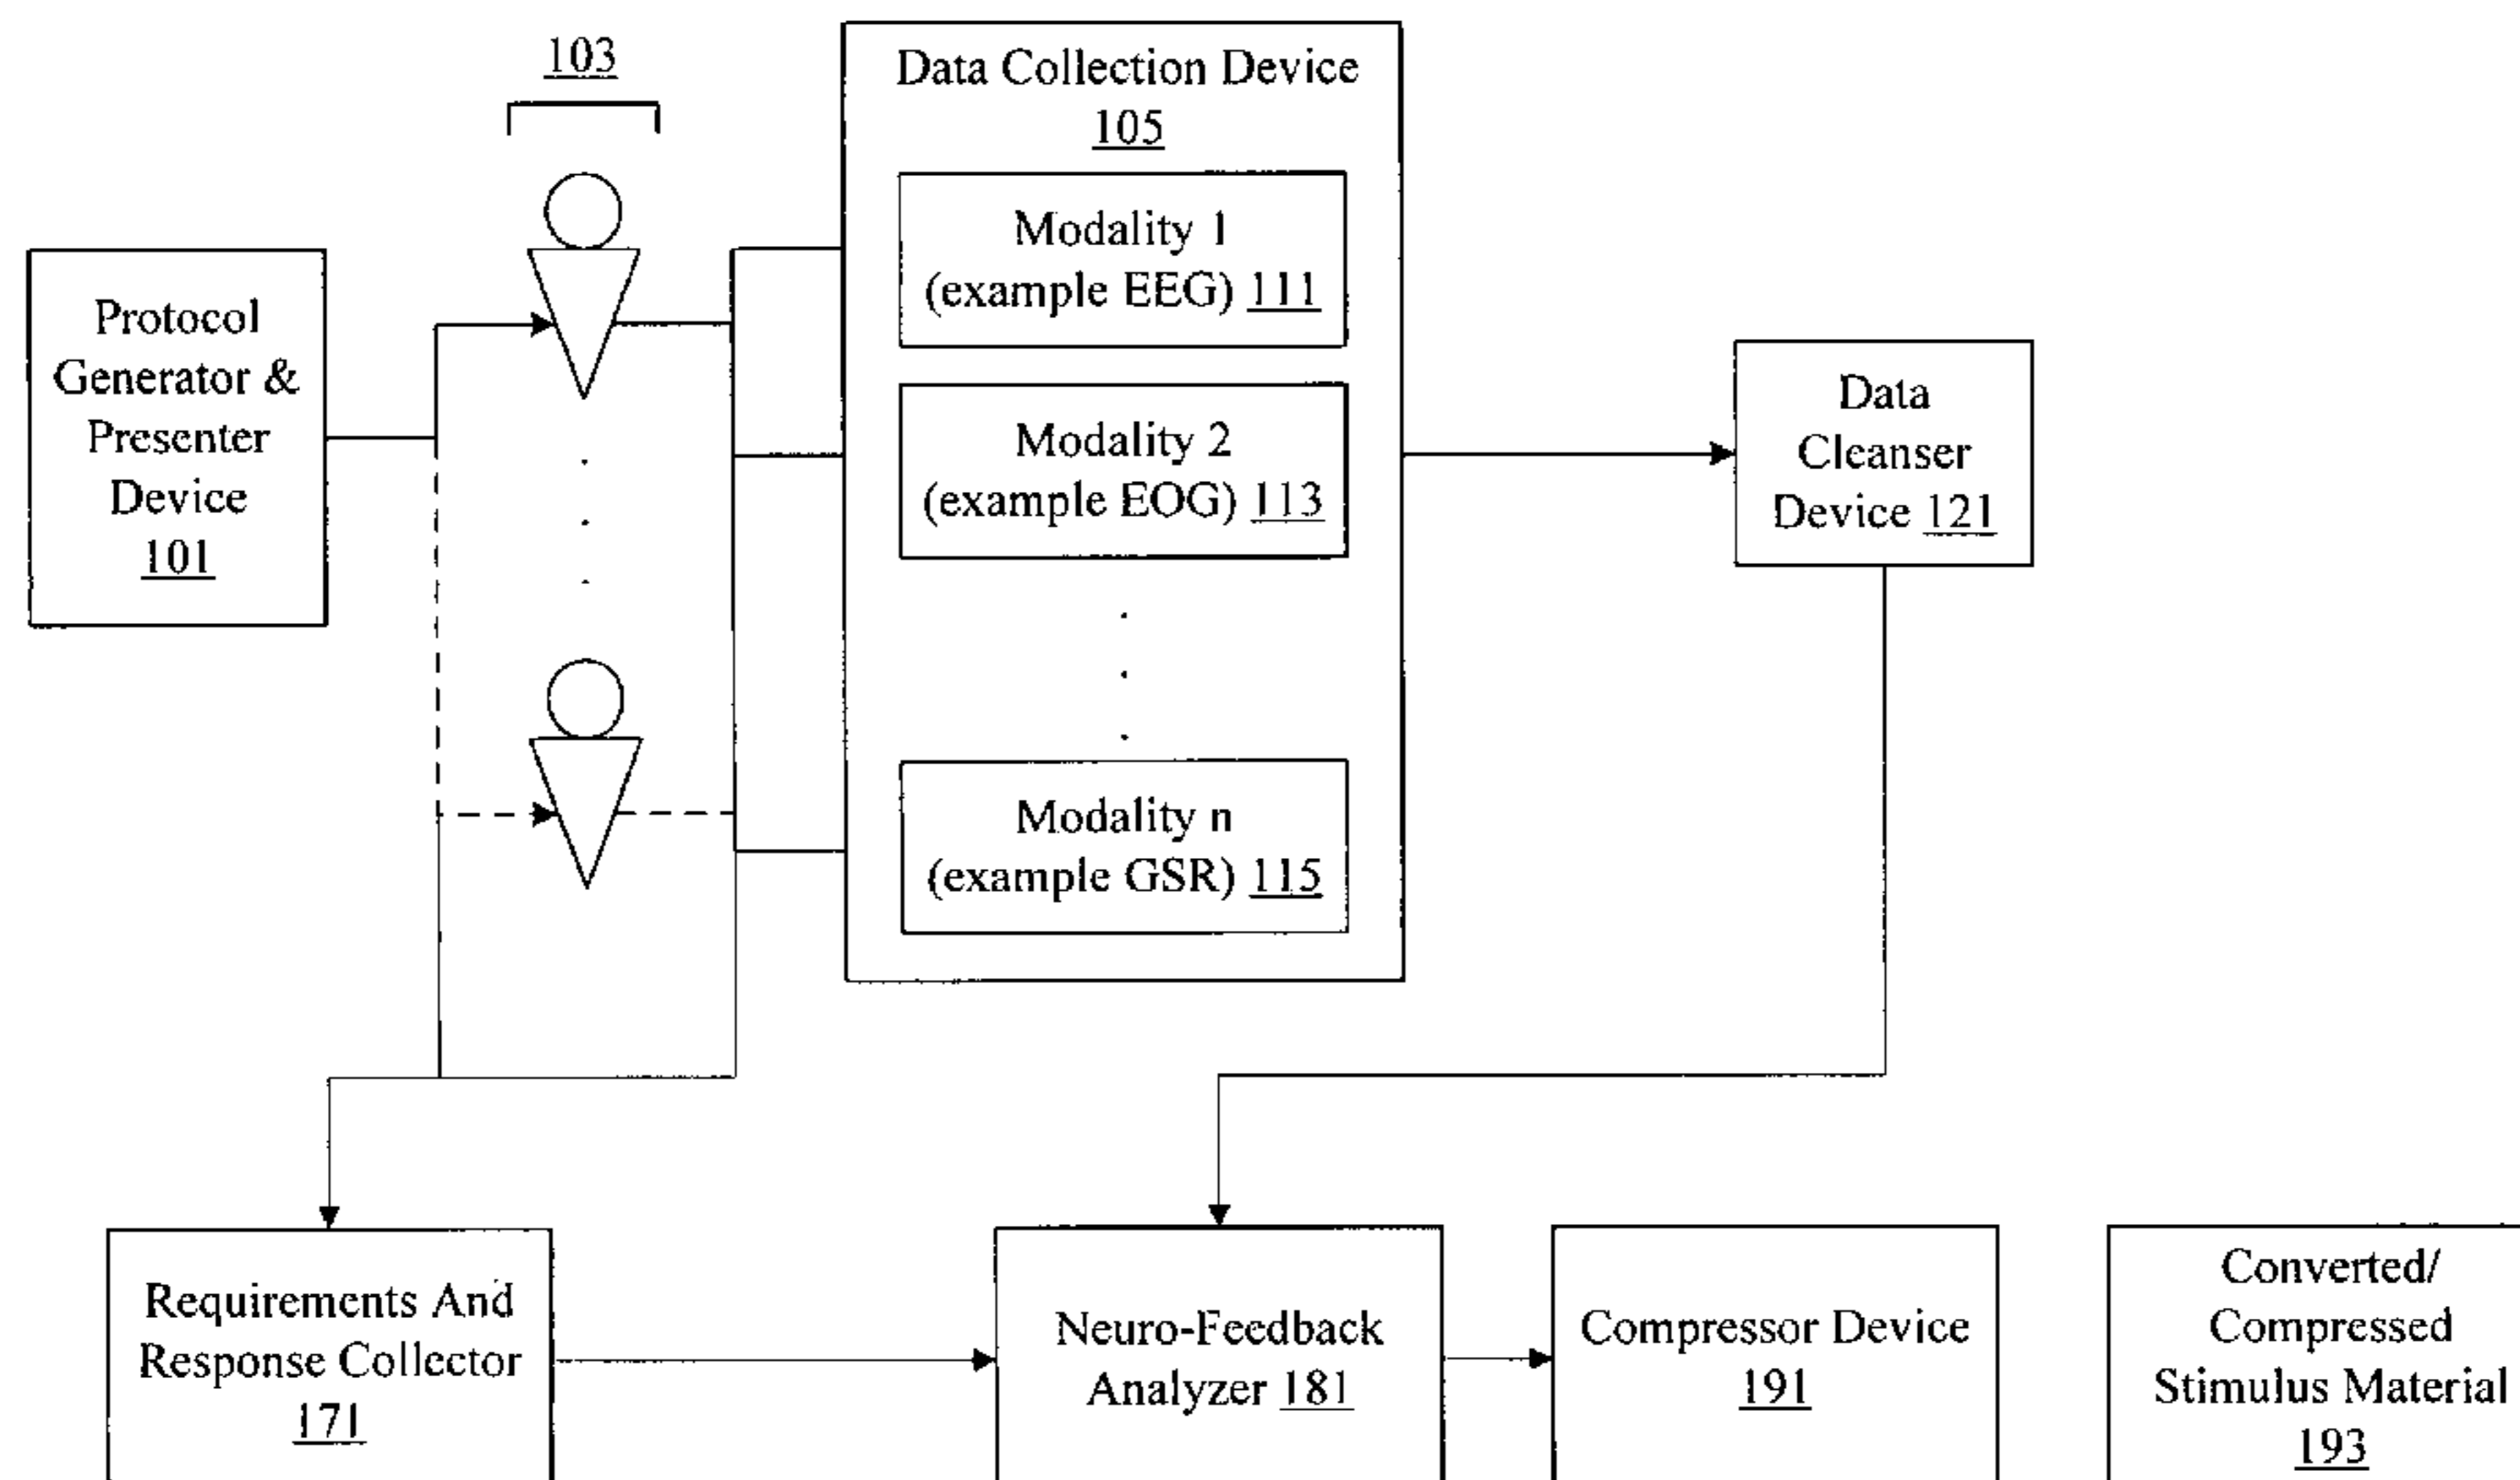 103
Data Collection Device
105
Modality 1
(example EEG) 111
Protocol
Generator &
Presenter
Device
101
Modality 2
(example EOG) 113
Data
Cleanser
Device 121
Modality n
(example GSR) 115
Requirements And
Response Collector
171
Neuro-Feedback
Analyzer 181
Compressor Device
191
Converted/
Compressed
Stimulus Material
193